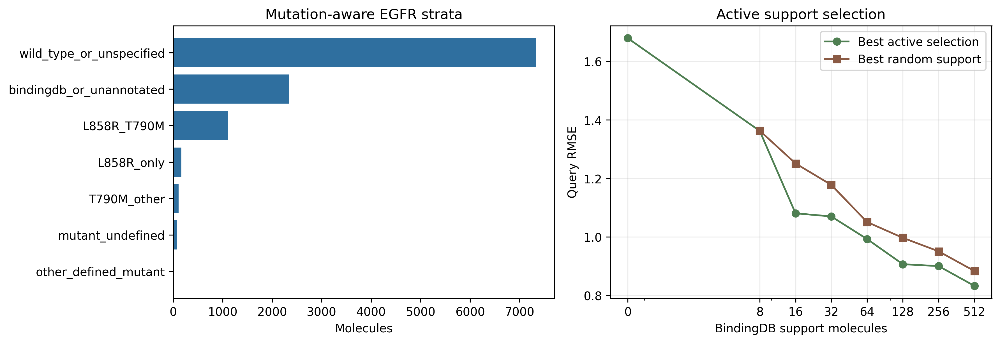 Mutation-aware EGFR strata
wild_type_or_unspecified
bindingdb_or_unannotated
L858R_T790M
L858R_only
T790M_other
mutant_undefined
other_defined_mutant
0 1000 2000 3000 4000 5000 6000 7000
Molecules
Active support selection
Best active selection
Best random support
Query RMSE
1.6
1.4
1.2
1.0
0.8
0 8 16 32 64 128 256 512
BindingDB support molecules